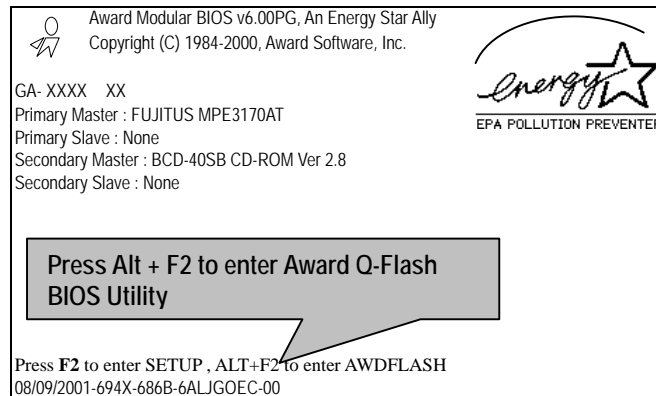 Award Modular BIOS v6.00PG, An Energy Star Ally
Copyright (C) 1984-2000, Award Software, Inc.
energy
EPA POLLUTION PREVENTER
GA- XXXX XX
Primary Master : FUJITUS MPE3170AT
Primary Slave : None
Secondary Master : BCD-40SB CD-ROM Ver 2.8
Secondary Slave : None
Press Alt + F2 to enter Award Q-Flash
BIOS Utility
Press F2 to enter SETUP , ALT+F2 to enter AWDFLASH
08/09/2001-694X-686B-6ALJGOEC-00